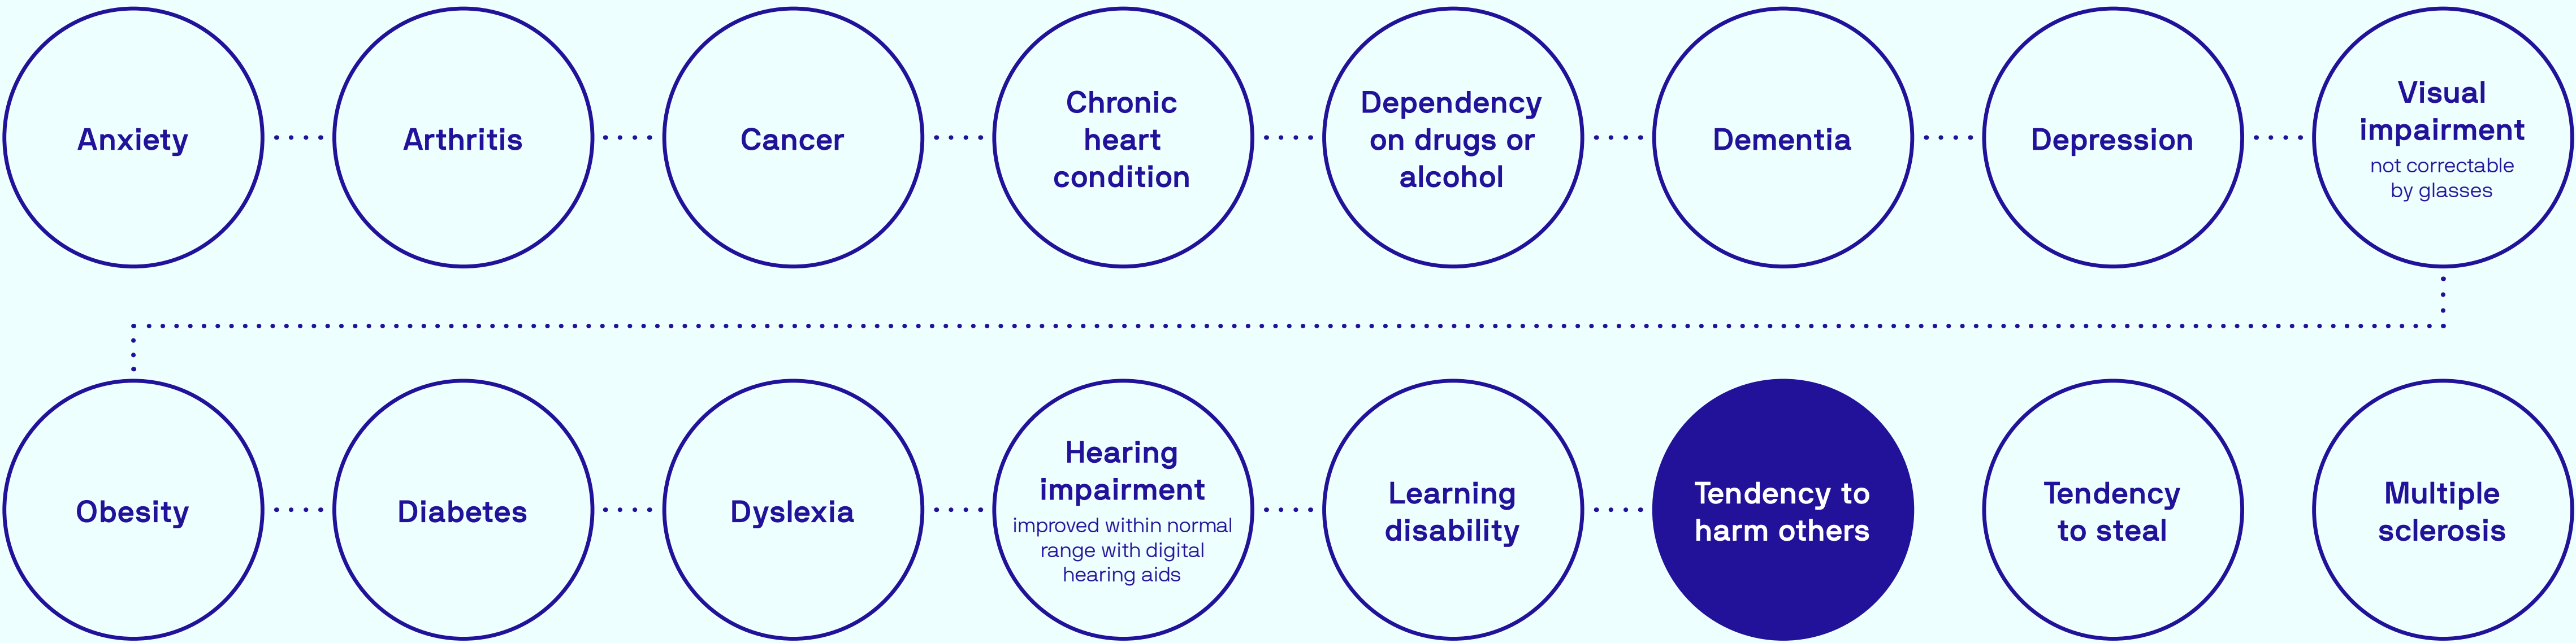 Anxiety
Arthritis
Cancer
Chronic
heart
condition
Dependency
on drugs or
alcohol
Dementia
Depression
Visual
impairment
not correctable
by glasses
Obesity
Diabetes
Dyslexia
Hearing
impairment
improved within normal
range with digital
hearing aids
Learning
disability
Tendency to
harm others
Tendency
to steal
Multiple
sclerosis